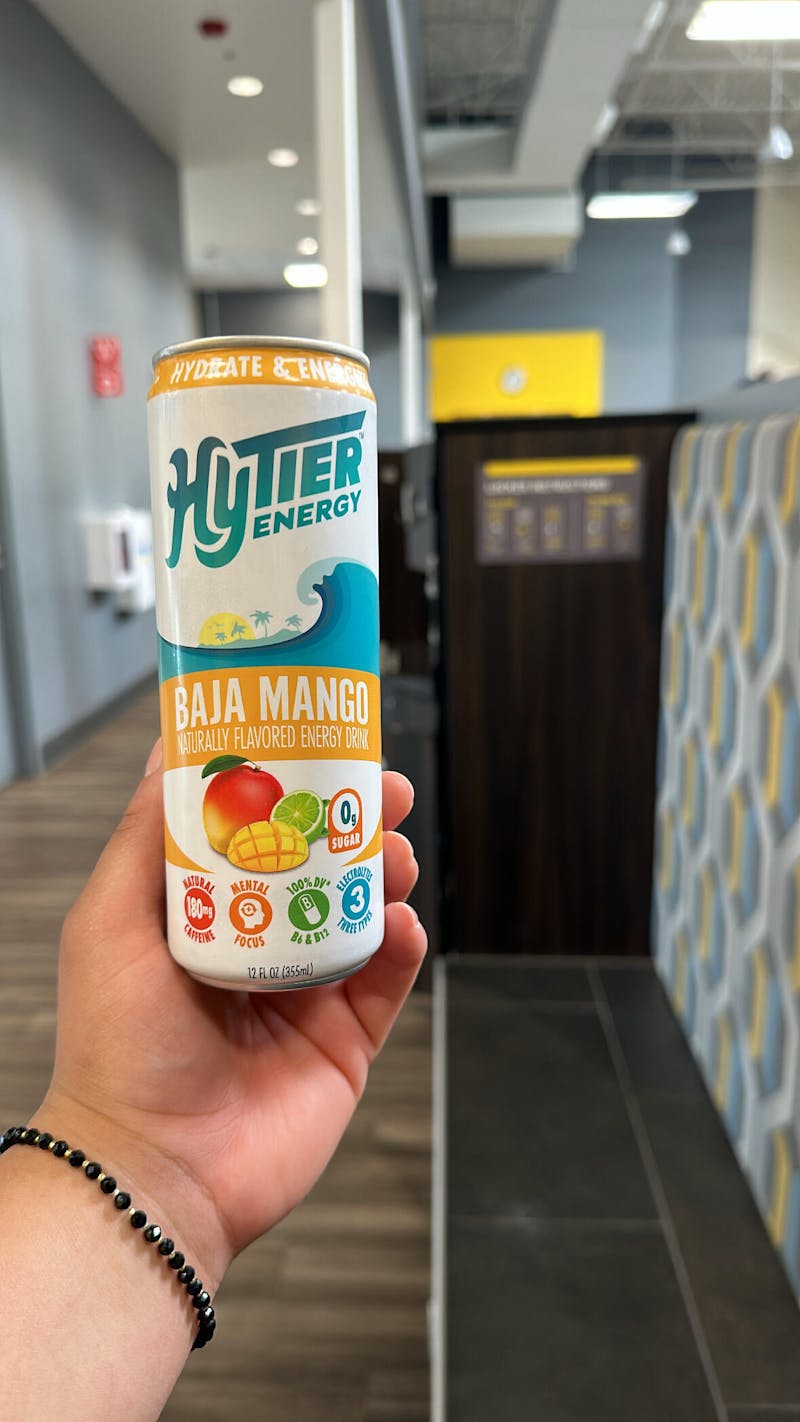 HYDRATE & ENERGIZE
HyTIER™
ENERGY
BAJA MANGO
NATURALLY FLAVORED ENERGY DRINK
0g
SUGAR
NATURAL
180mg
CAFFEINE
MENTAL
FOCUS
100% DV*
B
B6 & B12
ELECTROLYTES
3
THREE TYPES
12 FL OZ (355mL)